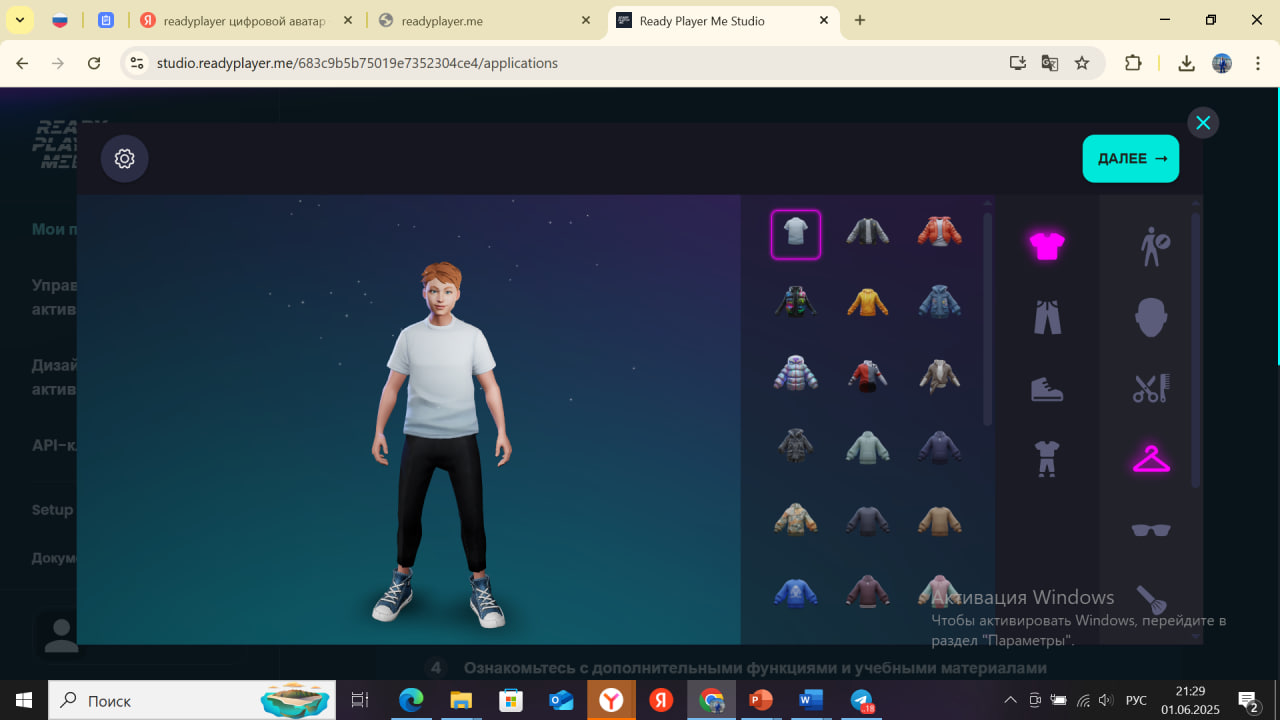 readyplayer цифровой аватар
readyplayer.me
Ready Player Me Studio
studio.readyplayer.me/683c9b5b75019e7352304ce4/applications
READY
PLAYER
ME
ДАЛЕЕ →
Мои п
Управ
актив
Дизай
актив
API-к
Setup
Докум
Активация Windows
Чтобы активировать Windows, перейдите в
раздел "Параметры".
4 Ознакомьтесь с дополнительными функциями и учебными материалами
Поиск
18
РУС
21:29
01.06.2025
2